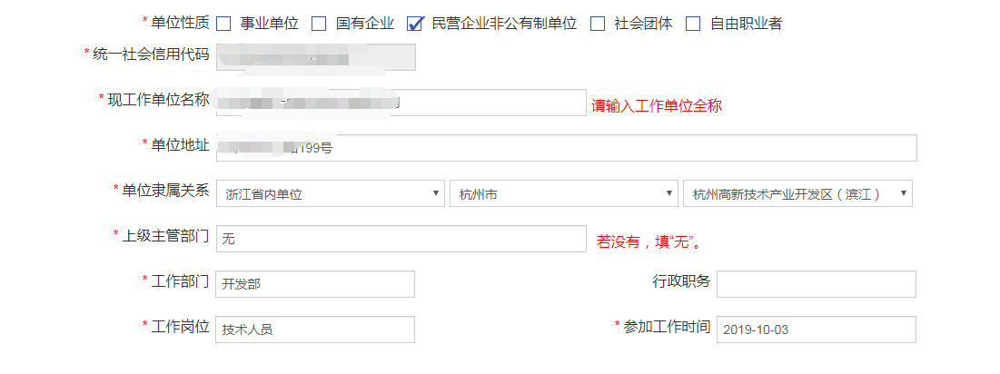 * 单位性质 事业单位 国有企业 民营企业非公有制单位 社会团体 自由职业者
* 统一社会信用代码
* 现工作单位名称 请输入工作单位全称
* 单位地址 199号
* 单位隶属关系 浙江省内单位 杭州市 杭州高新技术产业开发区（滨江）
* 上级主管部门 无 若没有，填“无”。
* 工作部门 开发部 行政职务
* 工作岗位 技术人员 * 参加工作时间 2019-10-03